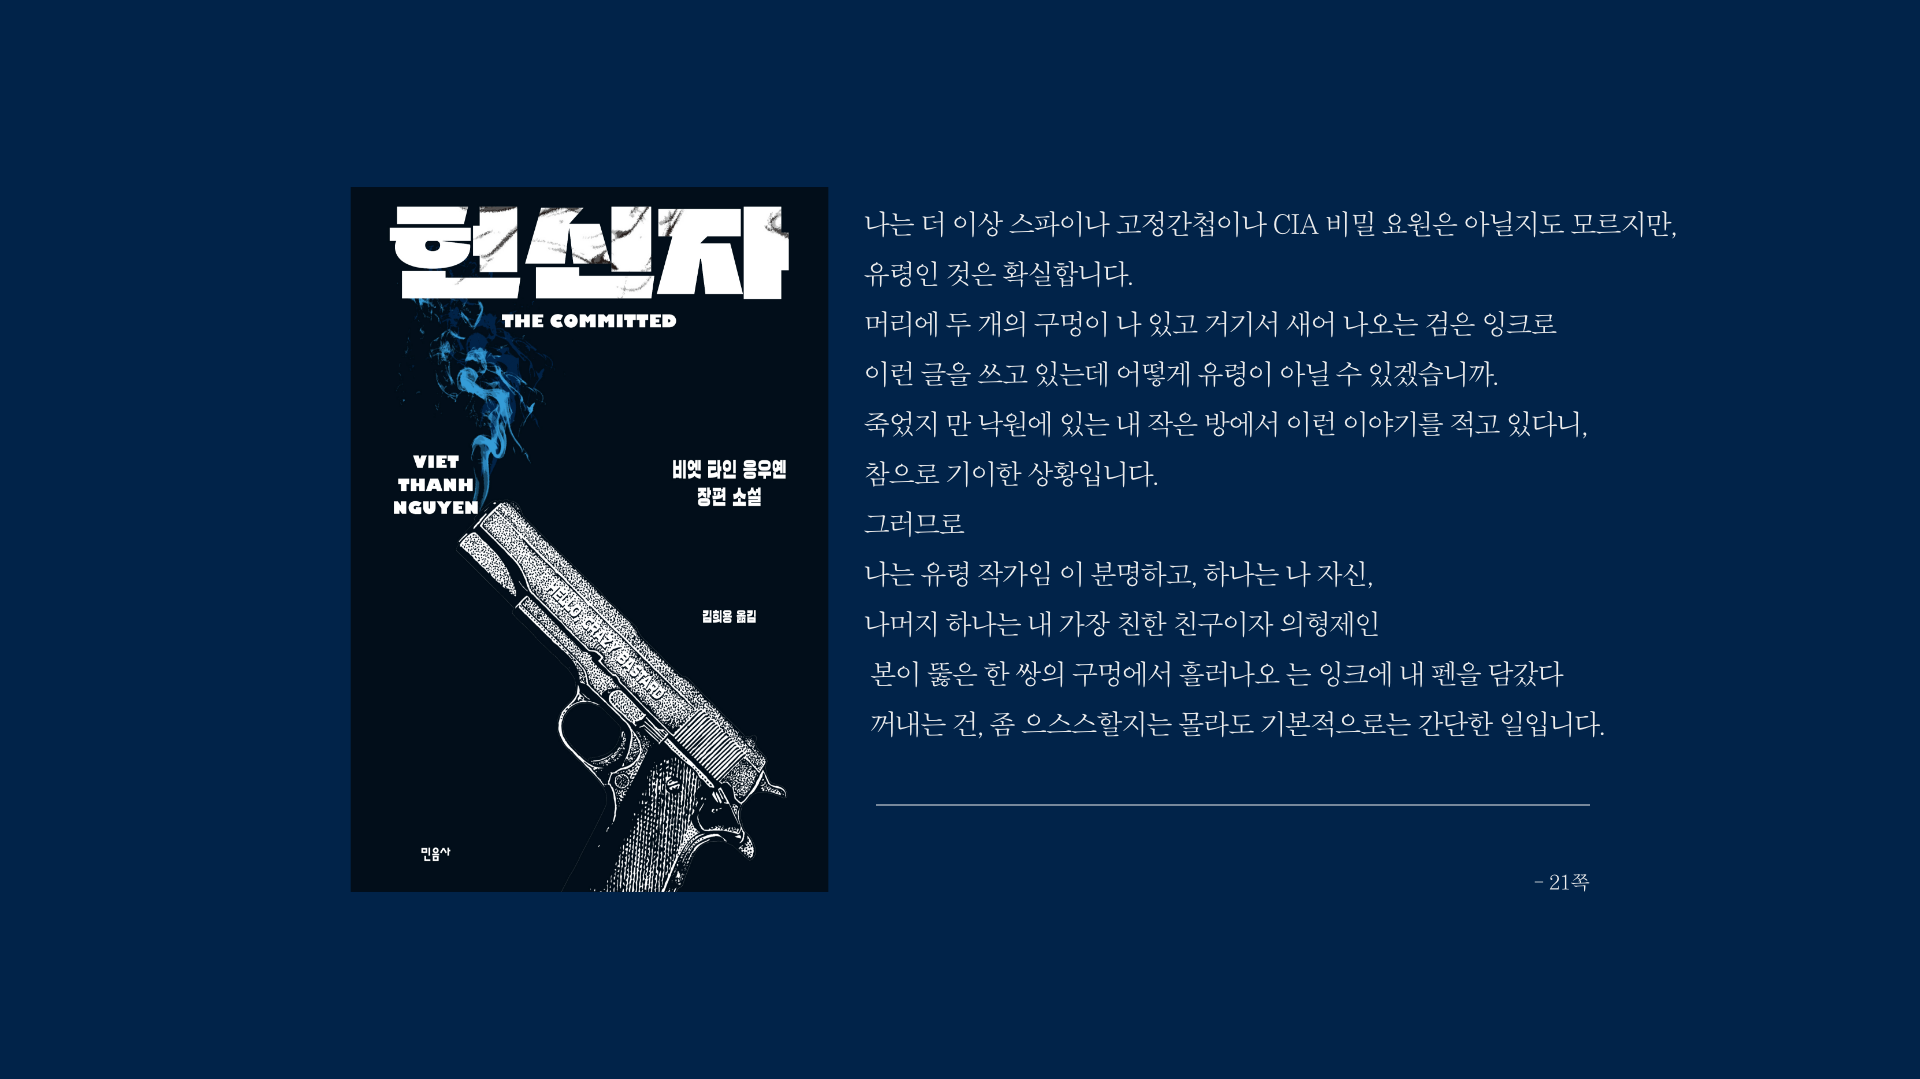 헌신자
THE COMMITTED
VIET
THANH
NGUYEN
비엣 타인 응우옌
장편 소설
김희용 옮김
HELLO, CRAZY BASTARD
민음사
나는 더 이상 스파이나 고정간첩이나 CIA 비밀 요원은 아닐지도 모르지만,
유령인 것은 확실합니다.
머리에 두 개의 구멍이 나 있고 거기서 새어 나오는 검은 잉크로
이런 글을 쓰고 있는데 어떻게 유령이 아닐 수 있겠습니까.
죽었지 만 낙원에 있는 내 작은 방에서 이런 이야기를 적고 있다니,
참으로 기이한 상황입니다.
그러므로
나는 유령 작가임 이 분명하고, 하나는 나 자신,
나머지 하나는 내 가장 친한 친구이자 의형제인
본이 뚫은 한 쌍의 구멍에서 흘러나오 는 잉크에 내 펜을 담갔다
꺼내는 건, 좀 으스스할지는 몰라도 기본적으로는 간단한 일입니다.
- 21쪽